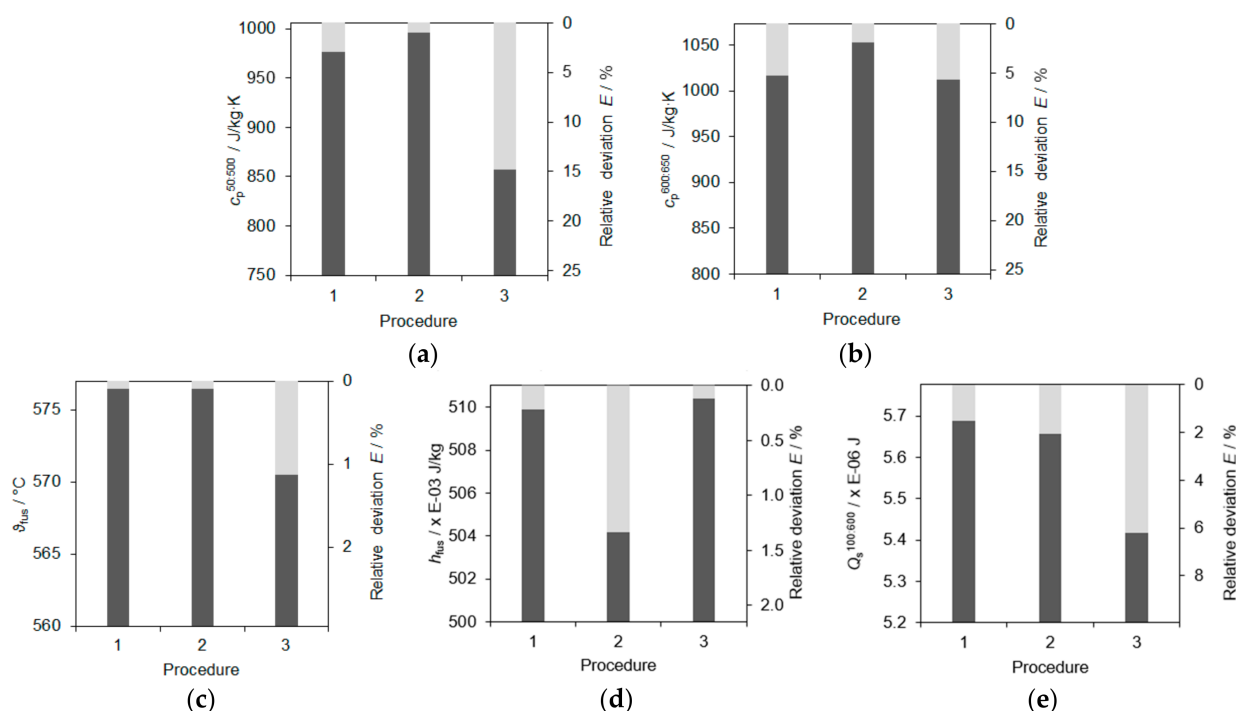 1000
950
900
850
800
750
c_p^50:500 / J/kg·K
0
5
10
15
20
25
Relative deviation E / %
1 2 3
Procedure
(a)
1050
1000
950
900
850
800
c_p^600:650 / J/kg·K
0
5
10
15
20
25
Relative deviation E / %
1 2 3
Procedure
(b)
575
570
565
560
ϑ_fus / °C
0
1
2
Relative deviation E / %
1 2 3
Procedure
(c)
510
508
506
504
502
500
h_fus / x E-03 J/kg
0.0
0.5
1.0
1.5
2.0
Relative deviation E / %
1 2 3
Procedure
(d)
5.7
5.6
5.5
5.4
5.3
5.2
Q_s^100:600 / x E-06 J
0
2
4
6
8
Relative deviation E / %
1 2 3
Procedure
(e)